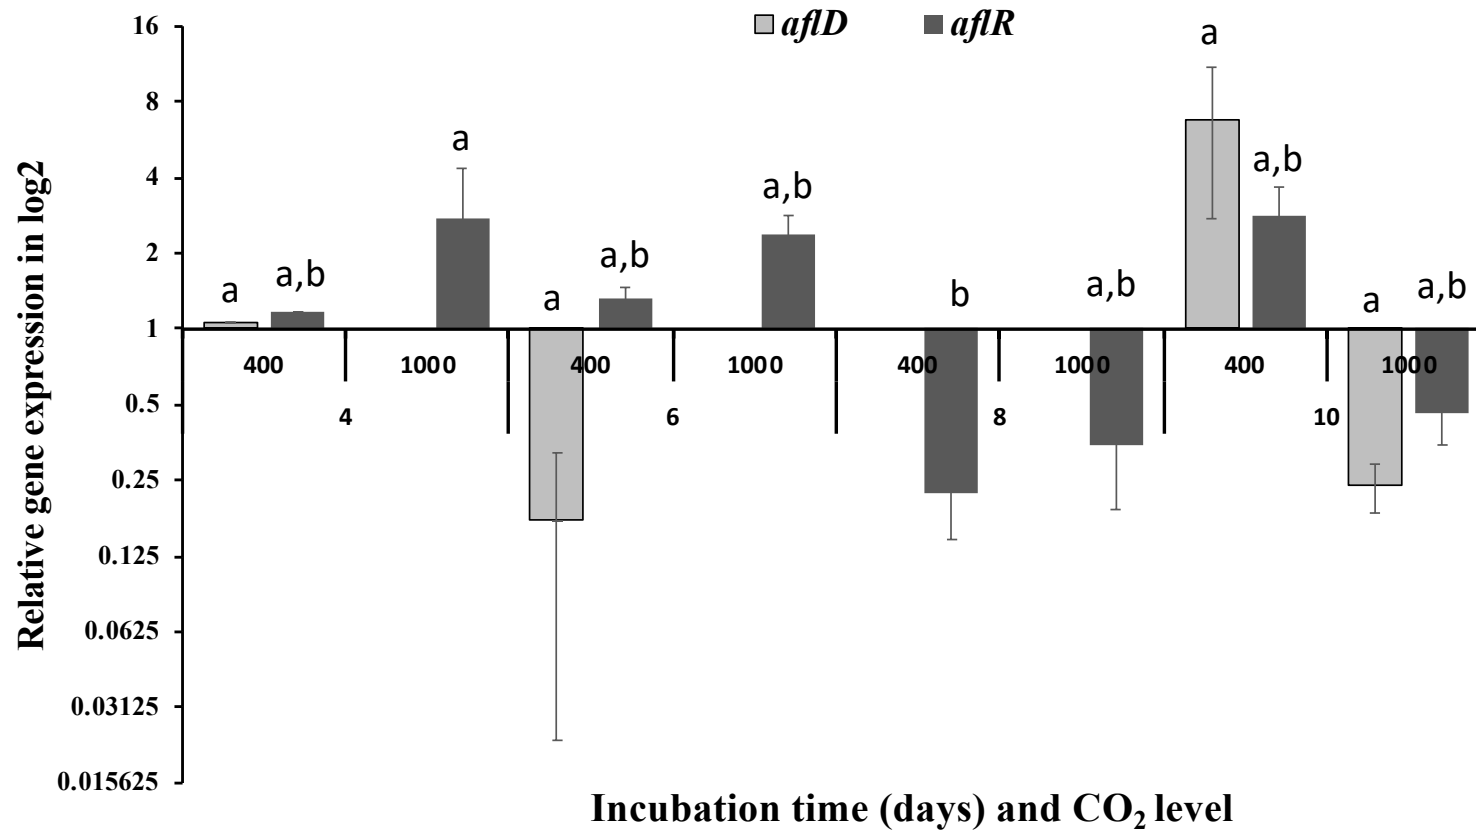 aflD aflR
16
8
4
2
1
0.5
0.25
0.125
0.0625
0.03125
0.015625
Relative gene expression in log2
a a,b a a a,b a,b b a,b a a,b a a,b
400 1000 400 1000 400 1000 400 1000
4 6 8 10
Incubation time (days) and CO₂ level